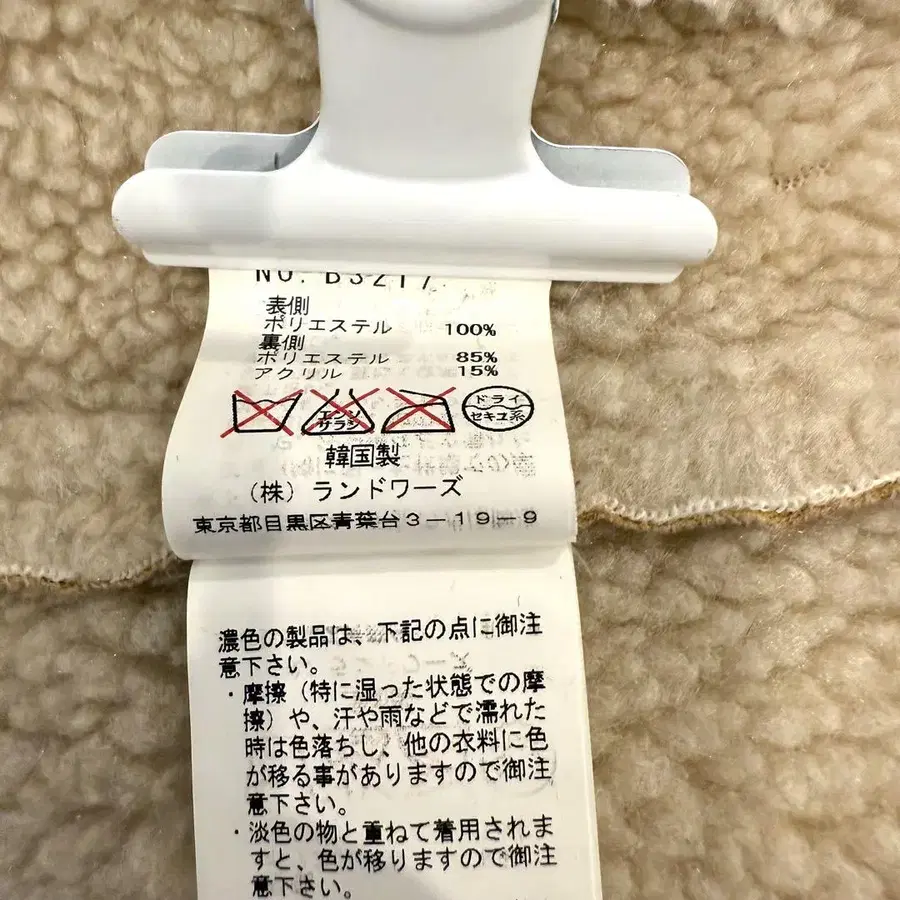 NO. B3217
表側
ポリエステル 100%
裏側
ポリエステル 85%
アクリル 15%
エンソ
サラシ
ドライ
セキユ系
韓国製
（株）ランドワーズ
東京都目黒区青葉台3－19－9
濃色の製品は、下記の点に御注
意下さい。
・摩擦（特に湿った状態での摩
擦）や、汗や雨などで濡れた
時は色落ちし、他の衣料に色
が移る事がありますので御注
意下さい。
・淡色の物と重ねて着用されま
すと、色が移りますので御注
意下さい。